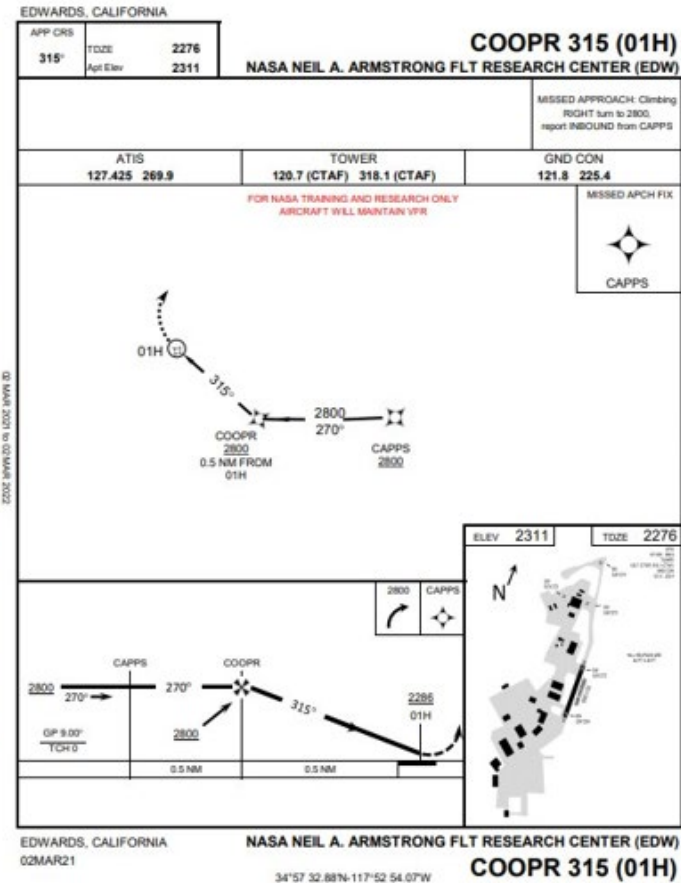 EDWARDS, CALIFORNIA
APP CRS
315°
TDZE 2276
Apt Elev 2311
COOPR 315 (01H)
NASA NEIL A. ARMSTRONG FLT RESEARCH CENTER (EDW)
MISSED APPROACH: Climbing
RIGHT turn to 2800,
report INBOUND from CAPPS
ATIS
127.425 269.9
TOWER
120.7 (CTAF) 318.1 (CTAF)
GND CON
121.8 225.4
FOR NASA TRAINING AND RESEARCH ONLY
AIRCRAFT WILL MAINTAIN VFR
MISSED APCH FIX
CAPPS
01H
315°
2800
270°
COOPR
2800
0.5 NM FROM
01H
CAPPS
2800
02 MAR 2021 to 02 MAR 2022
ELEV 2311
TDZE 2276
N
2800
CAPPS
CAPPS
COOPR
2800
270°
270°
315°
2286
01H
2800
GP 9.00°
TCH 0
0.5 NM
0.5 NM
EDWARDS, CALIFORNIA
02MAR21
34°57 32.88'N-117°52 54.07'W
NASA NEIL A. ARMSTRONG FLT RESEARCH CENTER (EDW)
COOPR 315 (01H)